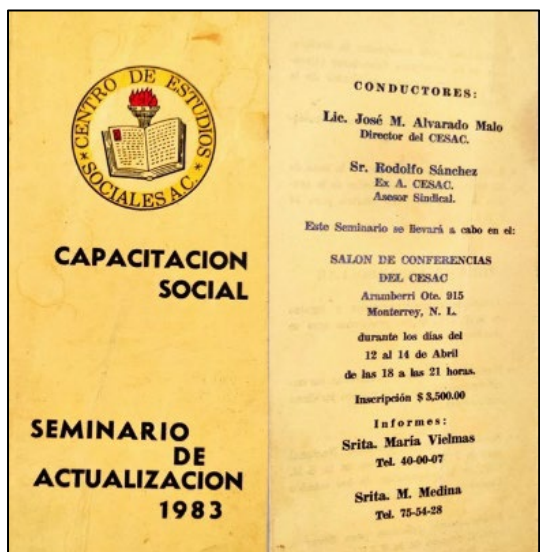 CENTRO DE ESTUDIOS
* SOCIALES A.C. *
CAPACITACION
SOCIAL
SEMINARIO
DE
ACTUALIZACION
1983
CONDUCTORES:
Lic. José M. Alvarado Malo
Director del CESAC.
Sr. Rodolfo Sánchez
Ex A. CESAC.
Asesor Sindical.
Este Seminario se llevará a cabo en el:
SALON DE CONFERENCIAS
DEL CESAC
Aramberri Ote. 915
Monterrey, N. L.
durante los días del
12 al 14 de Abril
de las 18 a las 21 horas.
Inscripción $ 3,500.00
Informes:
Srita. María Vielmas
Tel. 40-00-07
Srita. M. Medina
Tel. 75-54-28